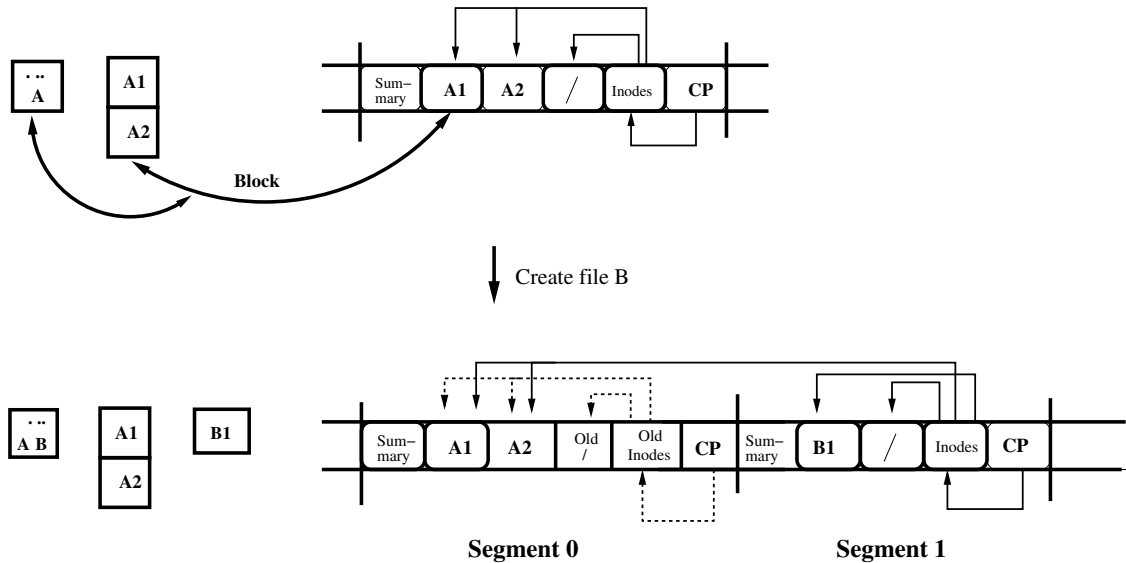 . ..
A
A1
A2
Sum-
mary
A1
A2
/
Inodes
CP
Block
Create file B
. ..
A B
A1
A2
B1
Sum-
mary
A1
A2
Old
/
Old
Inodes
CP
Sum-
mary
B1
/
Inodes
CP
Segment 0
Segment 1